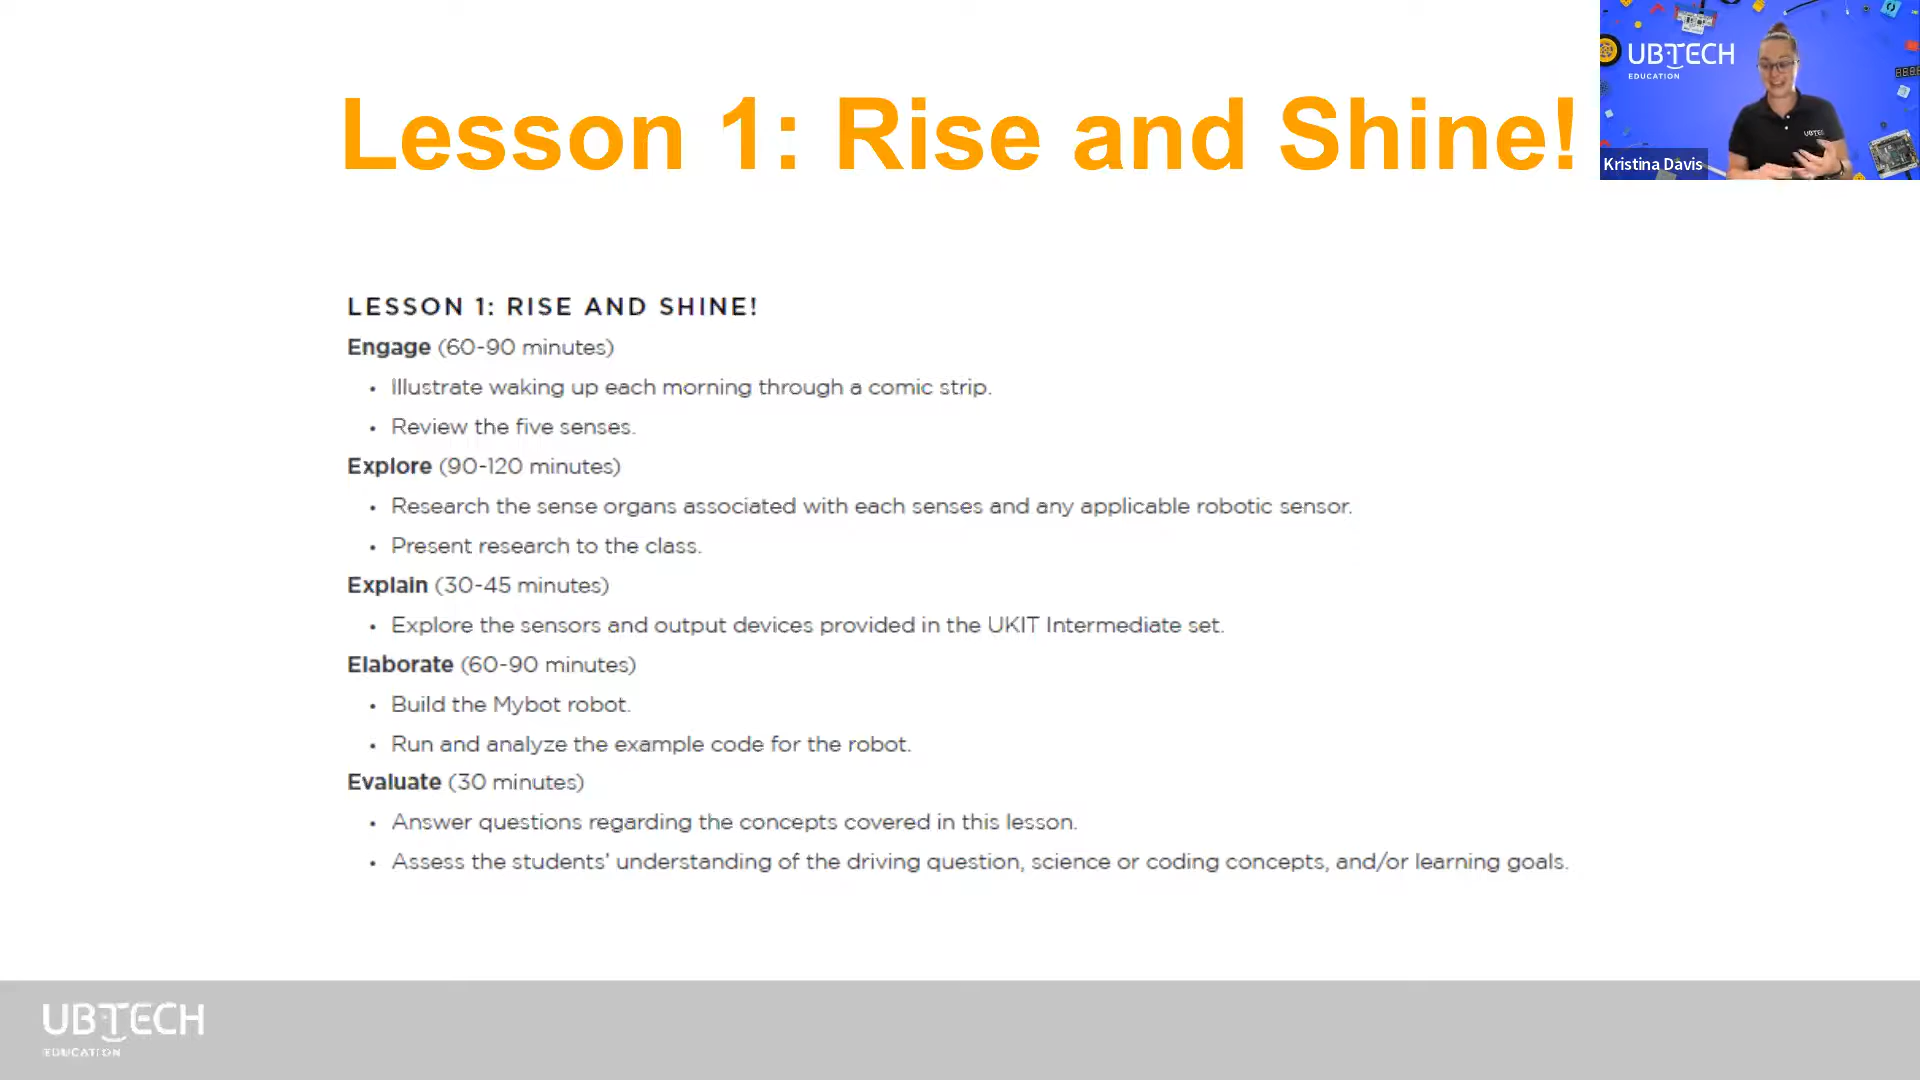 Lesson 1: Rise and Shine!
UBTECH
EDUCATION
UBTEC
Kristina Davis
LESSON 1: RISE AND SHINE!
Engage (60-90 minutes)
• Illustrate waking up each morning through a comic strip.
• Review the five senses.
Explore (90-120 minutes)
• Research the sense organs associated with each senses and any applicable robotic sensor.
• Present research to the class.
Explain (30-45 minutes)
• Explore the sensors and output devices provided in the UKIT Intermediate set.
Elaborate (60-90 minutes)
• Build the Mybot robot.
• Run and analyze the example code for the robot.
Evaluate (30 minutes)
• Answer questions regarding the concepts covered in this lesson.
• Assess the students' understanding of the driving question, science or coding concepts, and/or learning goals.
UBTECH
EDUCATION